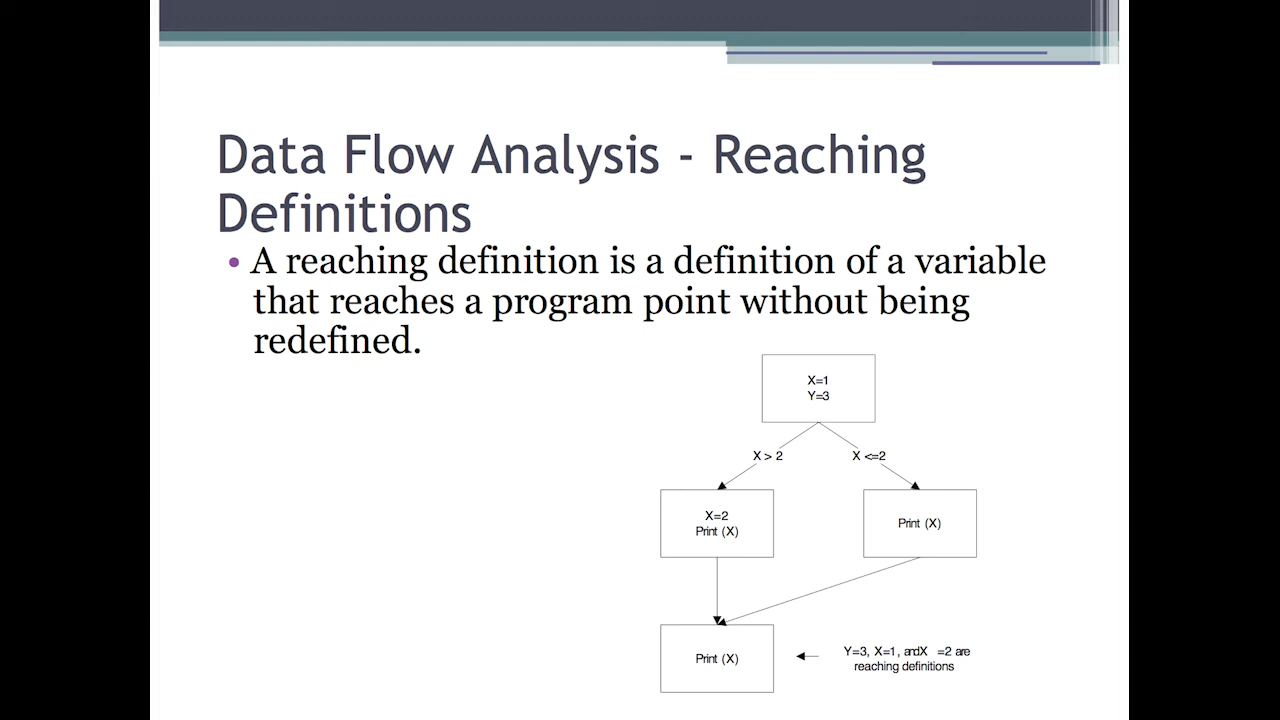 Data Flow Analysis - Reaching
Definitions
• A reaching definition is a definition of a variable
that reaches a program point without being
redefined.
X=1
Y=3
X > 2
X <=2
X=2
Print (X)
Print (X)
Print (X)
Y=3, X=1, andX =2 are
reaching definitions